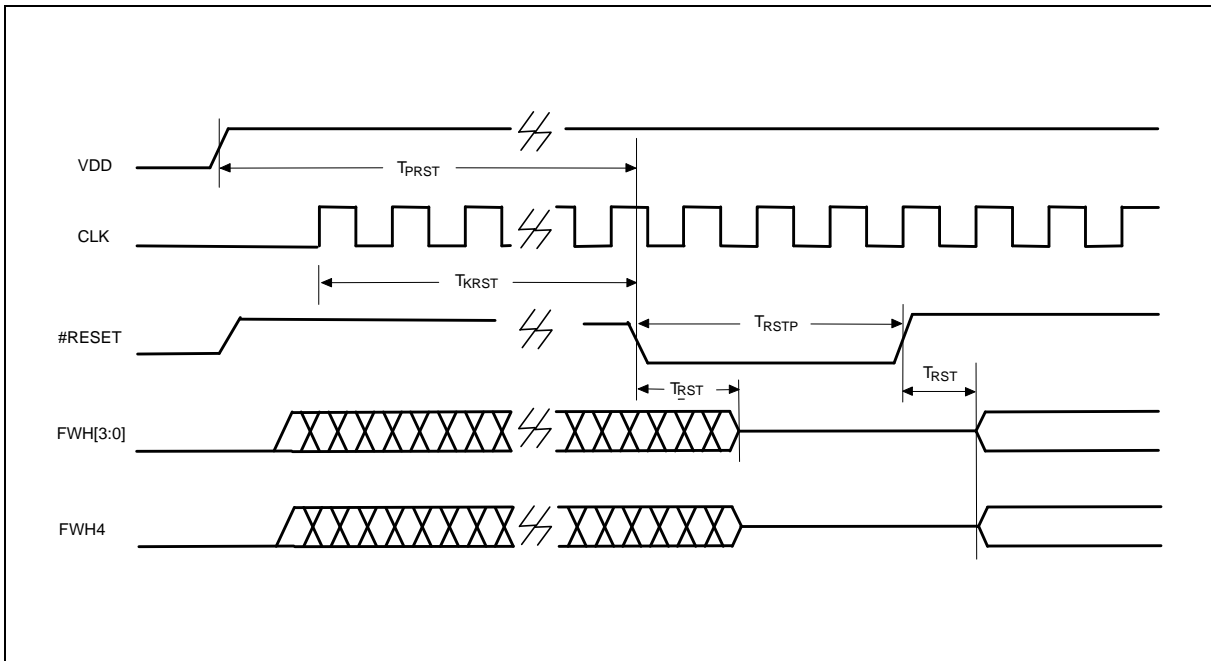 VDD
TPRST
CLK
TKRST
#RESET
TRSTP
TRST
TRST
FWH[3:0]
FWH4